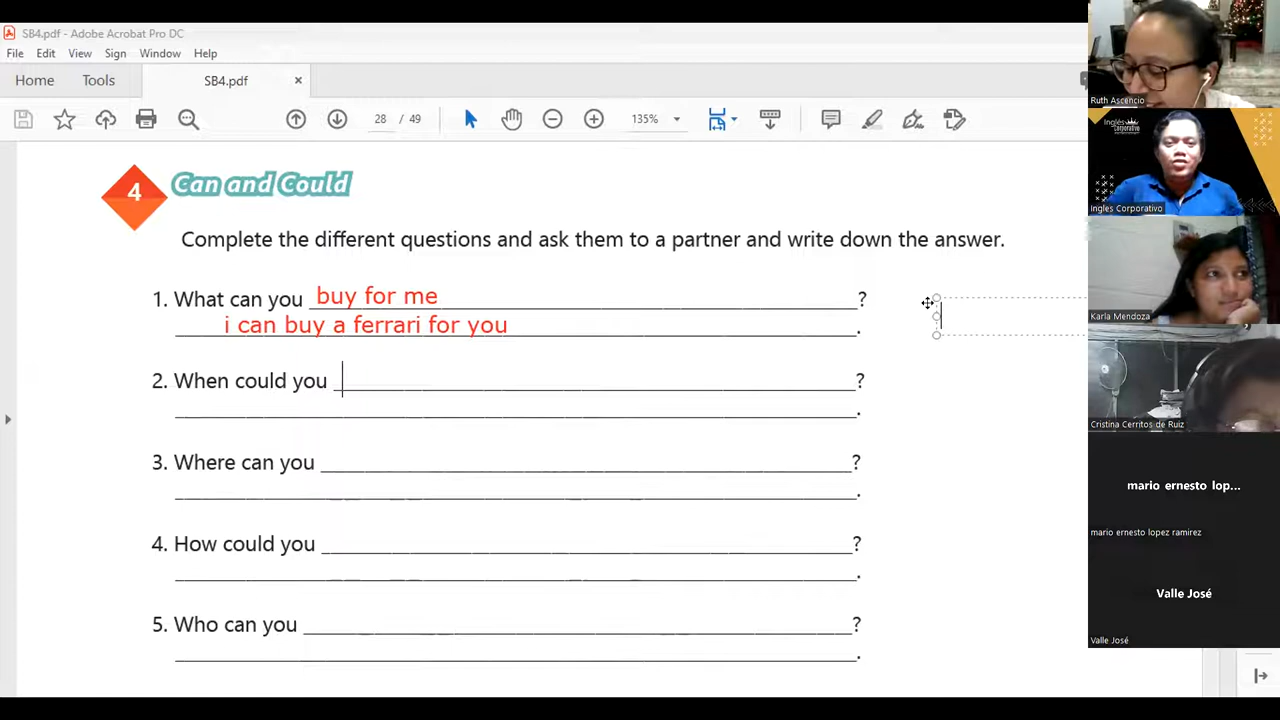 SB4.pdf - Adobe Acrobat Pro DC
File Edit View Sign Window Help
Home Tools SB4.pdf ×
28 / 49 135%
4 Can and Could
Complete the different questions and ask them to a partner and write down the answer.
1. What can you buy for me ?
i can buy a ferrari for you .
2. When could you ?
.
3. Where can you ?
.
4. How could you ?
.
5. Who can you ?
.
Ruth Ascencio
Inglés Corporativo
Ingles Corporativo
Karla Mendoza
Cristina Cerritos de Ruiz
mario ernesto lop...
mario ernesto lopez ramirez
Valle José
Valle José